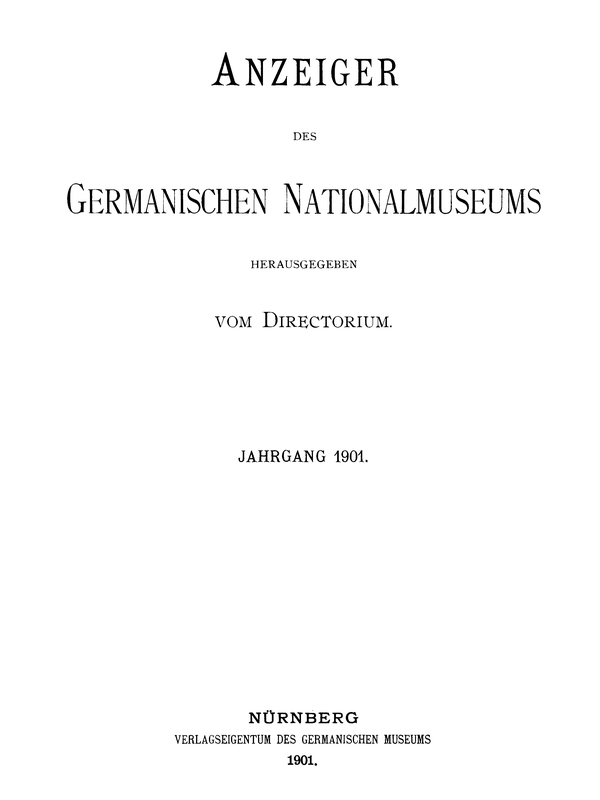 ANZEIGER
DES
GERMANISCHEN NATIONALMUSEUMS
HERAUSGEGEBEN
VOM DIRECTORIUM.
JAHRGANG 1901.
NÜRNBERG
VERLAGSEIGENTUM DES GERMANISCHEN MUSEUMS
1901.